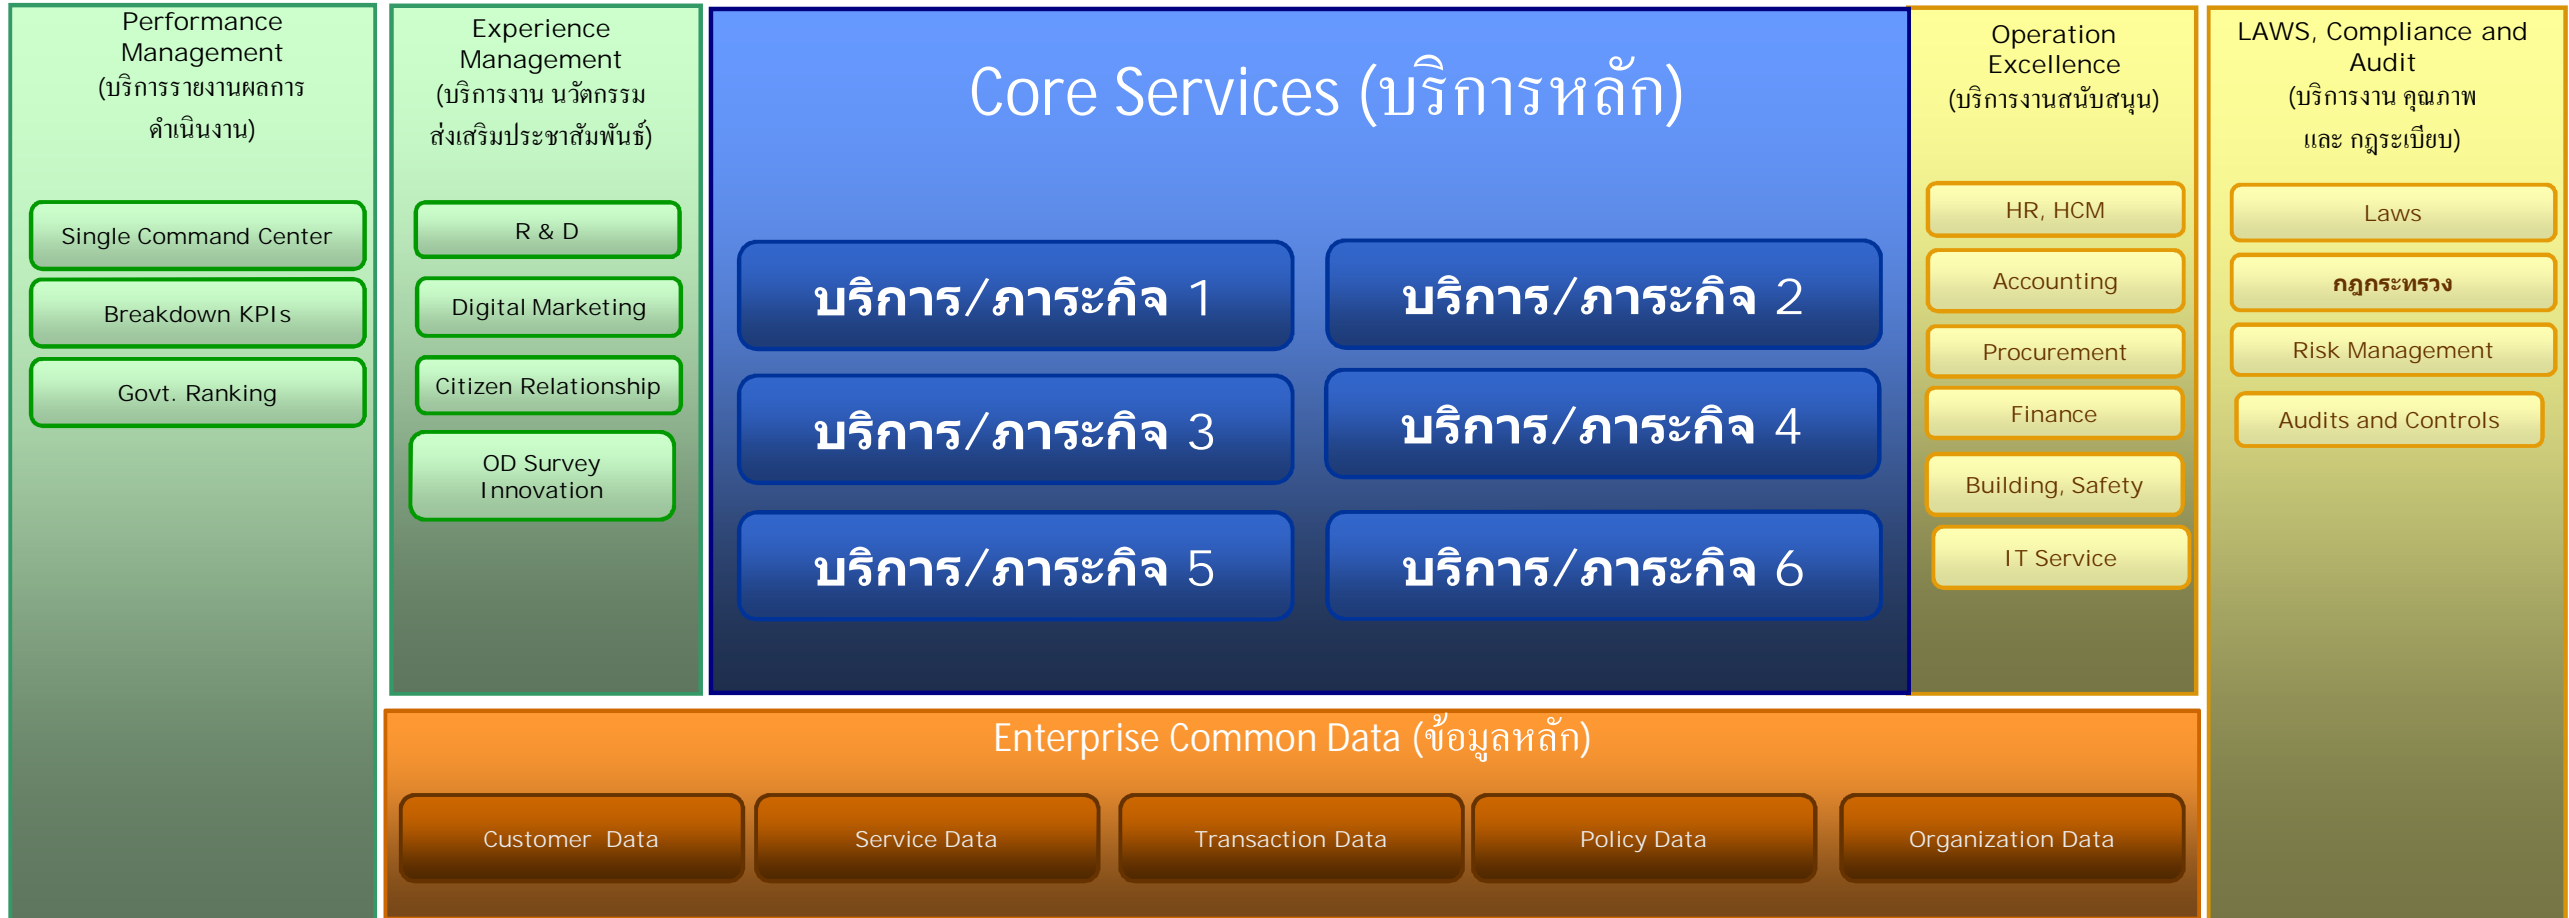 Performance
Management
(บริการรายงานผลการ
ดำเนินงาน)
Single Command Center
Breakdown KPIs
Govt. Ranking
Experience
Management
(บริการงาน นวัตกรรม
ส่งเสริมประชาสัมพันธ์)
R & D
Digital Marketing
Citizen Relationship
OD Survey
Innovation
Core Services (บริการหลัก)
บริการ/ภาระกิจ 1
บริการ/ภาระกิจ 2
บริการ/ภาระกิจ 3
บริการ/ภาระกิจ 4
บริการ/ภาระกิจ 5
บริการ/ภาระกิจ 6
Operation
Excellence
(บริการงานสนับสนุน)
HR, HCM
Accounting
Procurement
Finance
Building, Safety
IT Service
LAWS, Compliance and
Audit
(บริการงาน คุณภาพ
และ กฎระเบียบ)
Laws
กฎกระทรวง
Risk Management
Audits and Controls
Enterprise Common Data (ข้อมูลหลัก)
Customer  Data
Service Data
Transaction Data
Policy Data
Organization Data